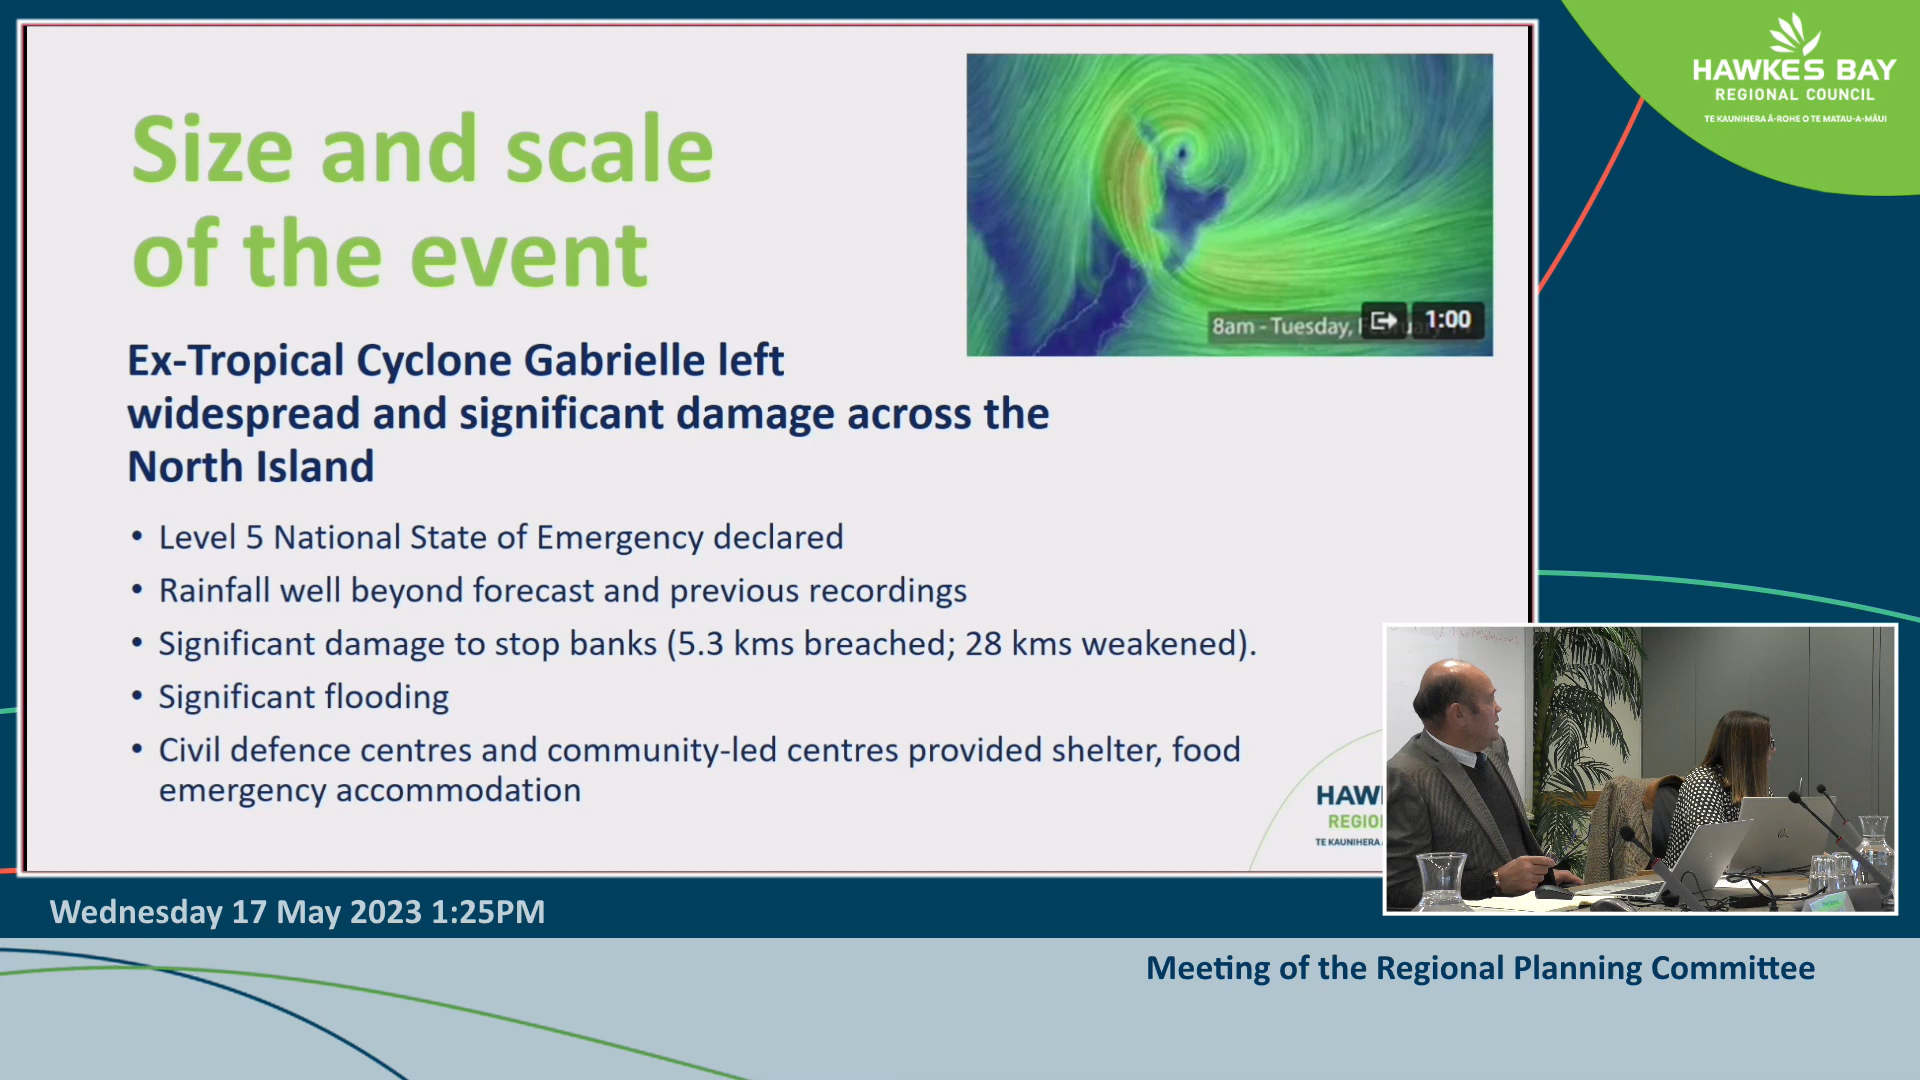 HAWKES BAY
REGIONAL COUNCIL
TE KAUNIHERA Ā-ROHE O TE MATAU-A-MĀUI
Size and scale
of the event
8am - Tuesday,
1:00
Ex-Tropical Cyclone Gabrielle left
widespread and significant damage across the
North Island
• Level 5 National State of Emergency declared
• Rainfall well beyond forecast and previous recordings
• Significant damage to stop banks (5.3 kms breached; 28 kms weakened).
• Significant flooding
• Civil defence centres and community-led centres provided shelter, food
emergency accommodation
HAW
REGIO
TE KAUNIHERA
Wednesday 17 May 2023 1:25PM
Meeting of the Regional Planning Committee